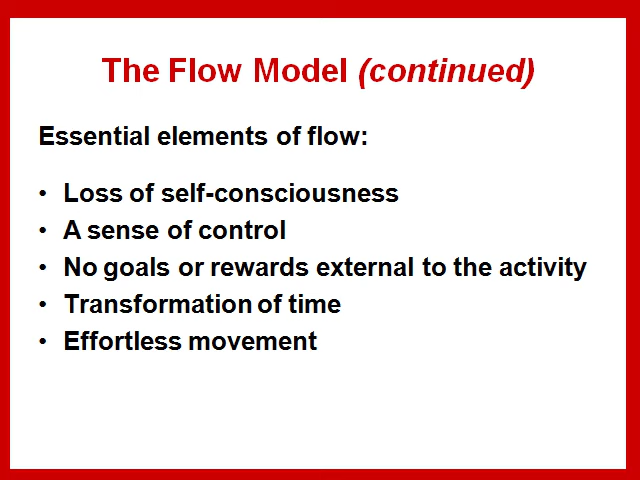 The Flow Model (continued)
Essential elements of flow:
• Loss of self-consciousness
• A sense of control
• No goals or rewards external to the activity
• Transformation of time
• Effortless movement